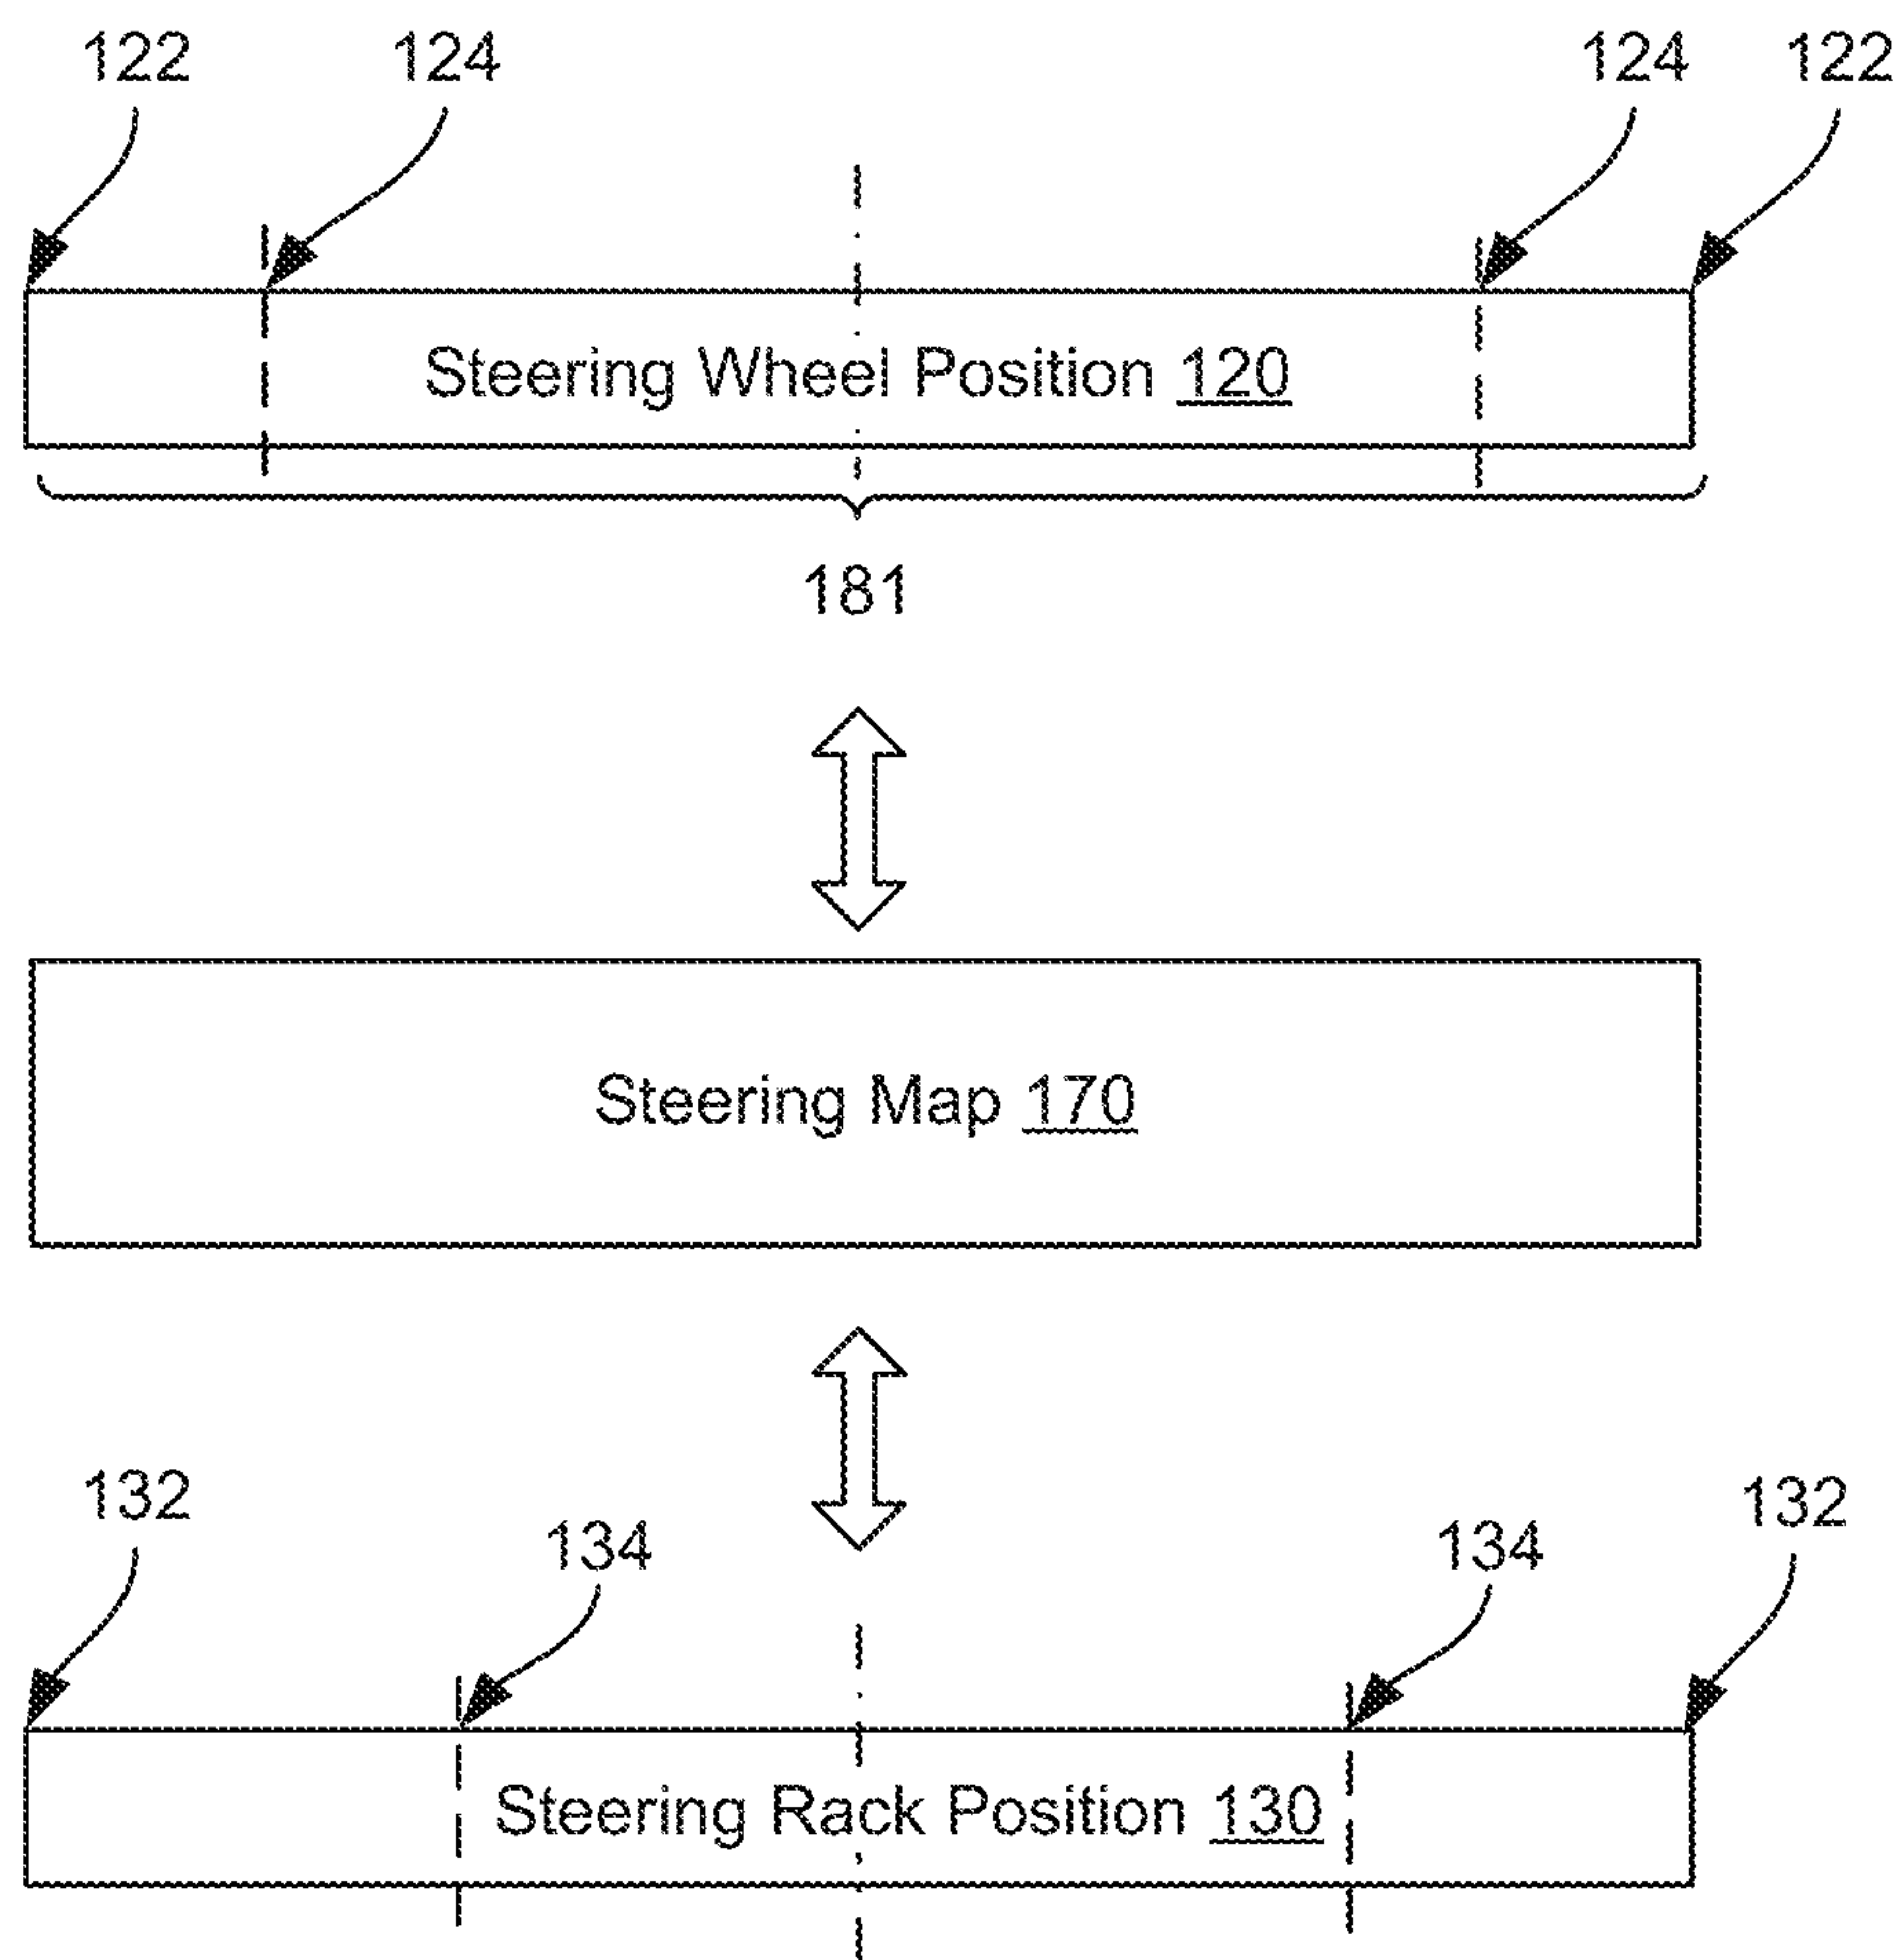 122 124 124 122
Steering Wheel Position 120
181
Steering Map 170
132 134 134 132
Steering Rack Position 130